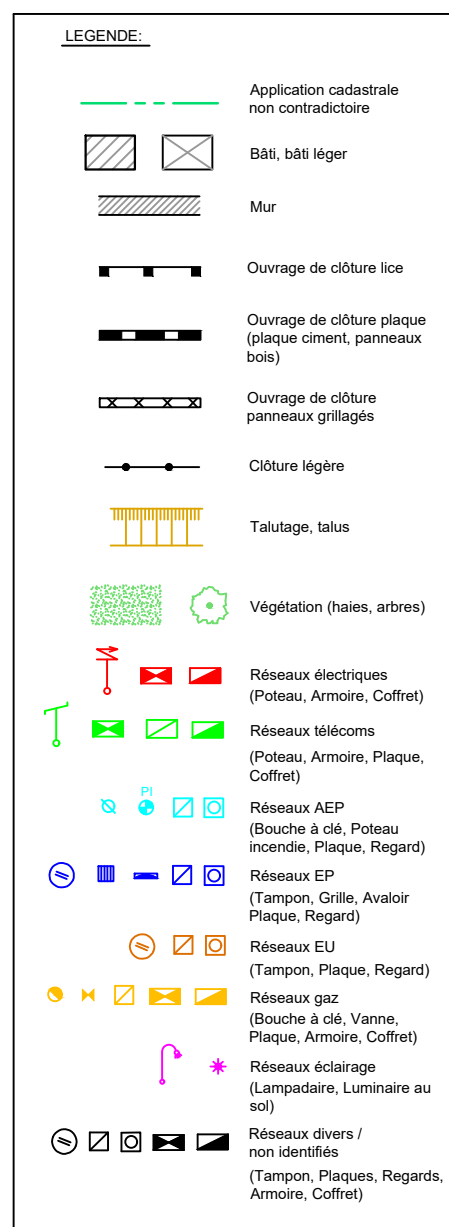 LEGENDE:
Application cadastrale
non contradictoire
Bâti, bâti léger
Mur
Ouvrage de clôture lice
Ouvrage de clôture plaque
(plaque ciment, panneaux
bois)
Ouvrage de clôture
panneaux grillagés
Clôture légère
Talutage, talus
Végétation (haies, arbres)
Réseaux électriques
(Poteau, Armoire, Coffret)
Réseaux télécoms
(Poteau, Armoire, Plaque,
Coffret)
PI
Réseaux AEP
(Bouche à clé, Poteau
incendie, Plaque, Regard)
Réseaux EP
(Tampon, Grille, Avaloir
Plaque, Regard)
Réseaux EU
(Tampon, Plaque, Regard)
Réseaux gaz
(Bouche à clé, Vanne,
Plaque, Armoire, Coffret)
Réseaux éclairage
(Lampadaire, Luminaire au
sol)
Réseaux divers /
non identifiés
(Tampon, Plaques, Regards,
Armoire, Coffret)